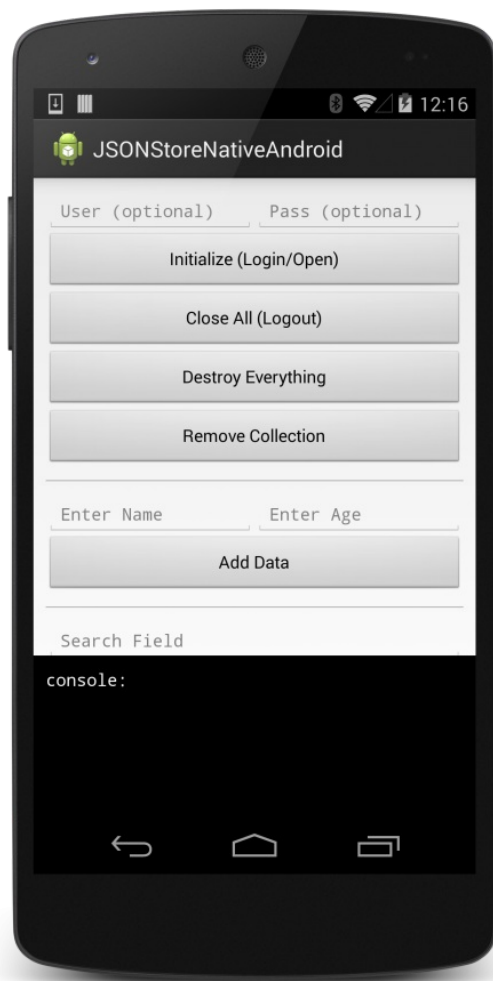 12:16
JSONStoreNativeAndroid
User (optional) Pass (optional)
Initialize (Login/Open)
Close All (Logout)
Destroy Everything
Remove Collection
Enter Name Enter Age
Add Data
Search Field
console: